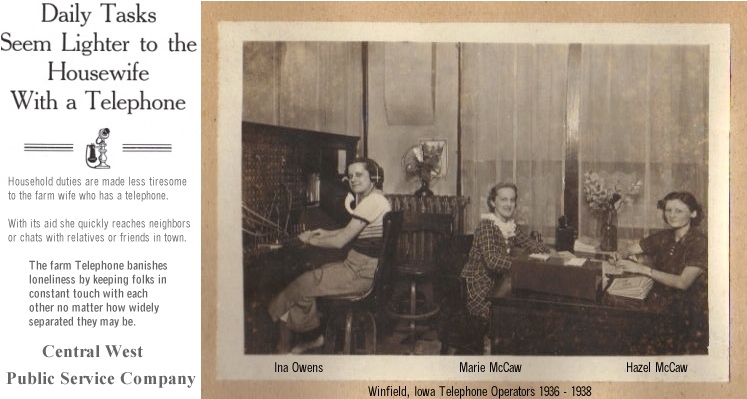 Daily Tasks
Seem Lighter to the
Housewife
With a Telephone
Household duties are made less tiresome
to the farm wife who has a telephone.
With its aid she quickly reaches neighbors
or chats with relatives or friends in town.
The farm Telephone banishes
loneliness by keeping folks in
constant touch with each
other no matter how widely
separated they may be.
Central West
Public Service Company
Ina Owens
Marie McCaw
Hazel McCaw
Winfield, Iowa Telephone Operators 1936 - 1938